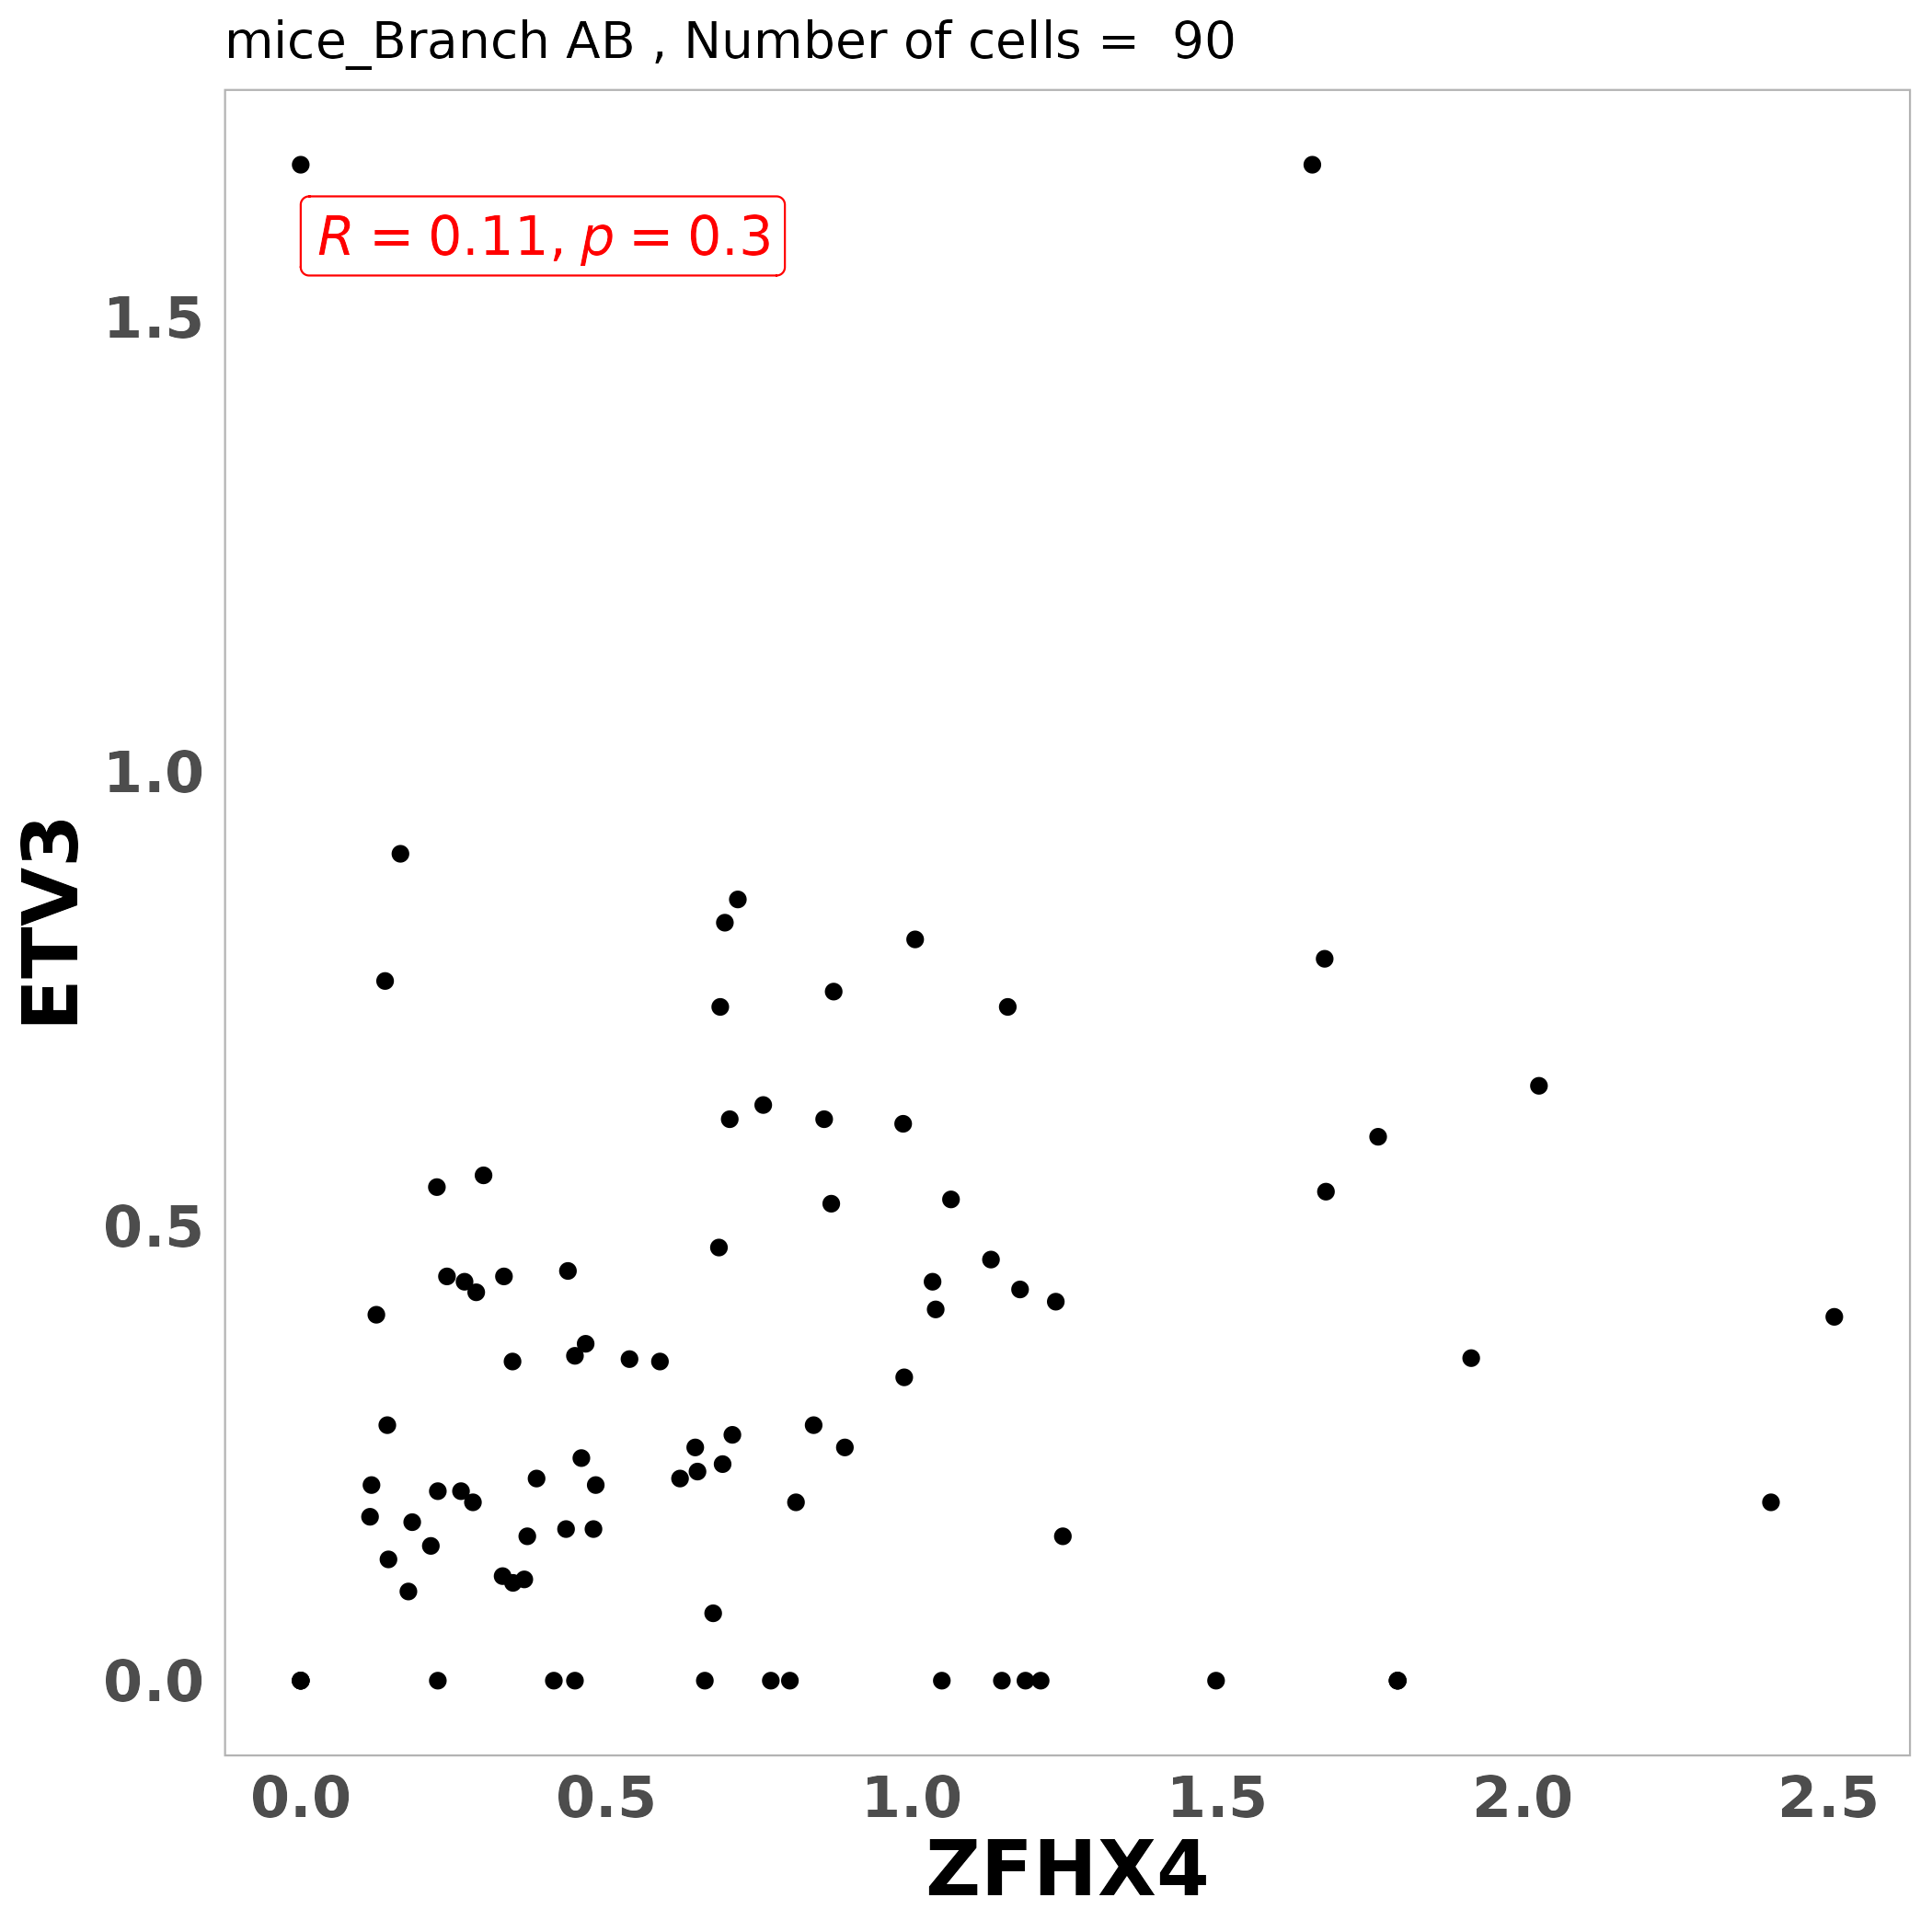 mice_Branch AB , Number of cells =  90
R = 0.11, p = 0.3
1.5
1.0
0.5
0.0
ETV3
0.0 0.5 1.0 1.5 2.0 2.5
ZFHX4